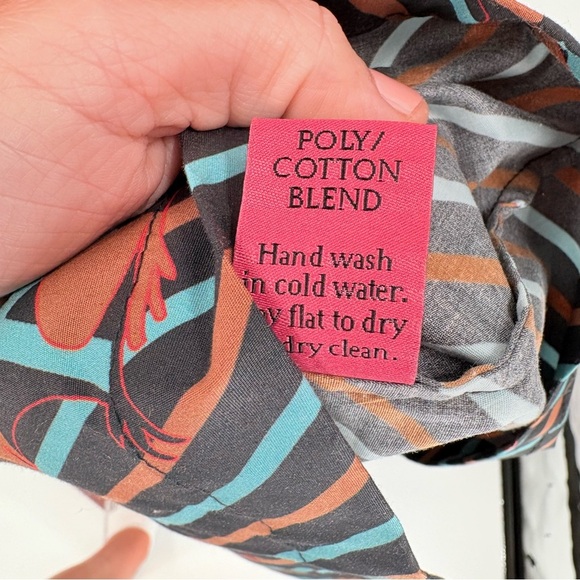 POLY/
COTTON
BLEND
Hand wash
in cold water.
flat to dry
dry clean.